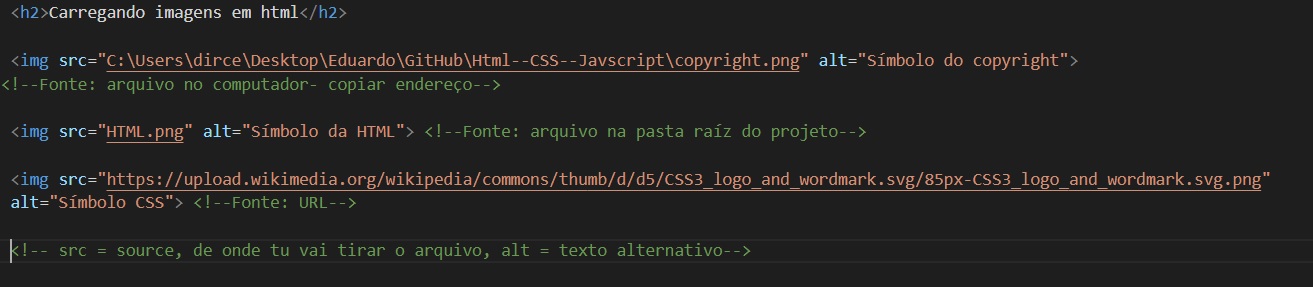 <h2>Carregando imagens em html</h2>
<img src="C:\Users\dirce\Desktop\Eduardo\GitHub\Html--CSS--Javscript\copyright.png" alt="Símbolo do copyright">
<!--Fonte: arquivo no computador- copiar endereço-->
<img src="HTML.png" alt="Símbolo da HTML"> <!--Fonte: arquivo na pasta raíz do projeto-->
<img src="https://upload.wikimedia.org/wikipedia/commons/thumb/d/d5/CSS3_logo_and_wordmark.svg/85px-CSS3_logo_and_wordmark.svg.png"
alt="Símbolo CSS"> <!--Fonte: URL-->
<!-- src = source, de onde tu vai tirar o arquivo, alt = texto alternativo-->